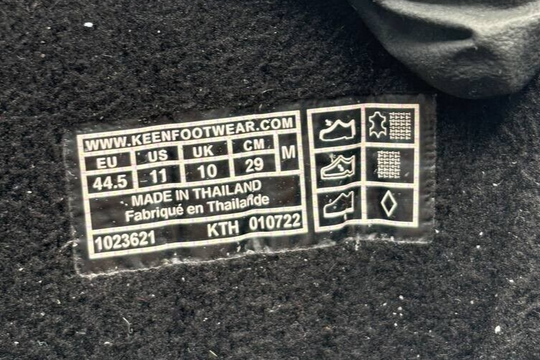 WWW.KEENFOOTWEAR.COM
EU US UK CM M
44.5 11 10 29
MADE IN THAILAND
Fabriqué en Thaïlande
1023621 KTH 010722